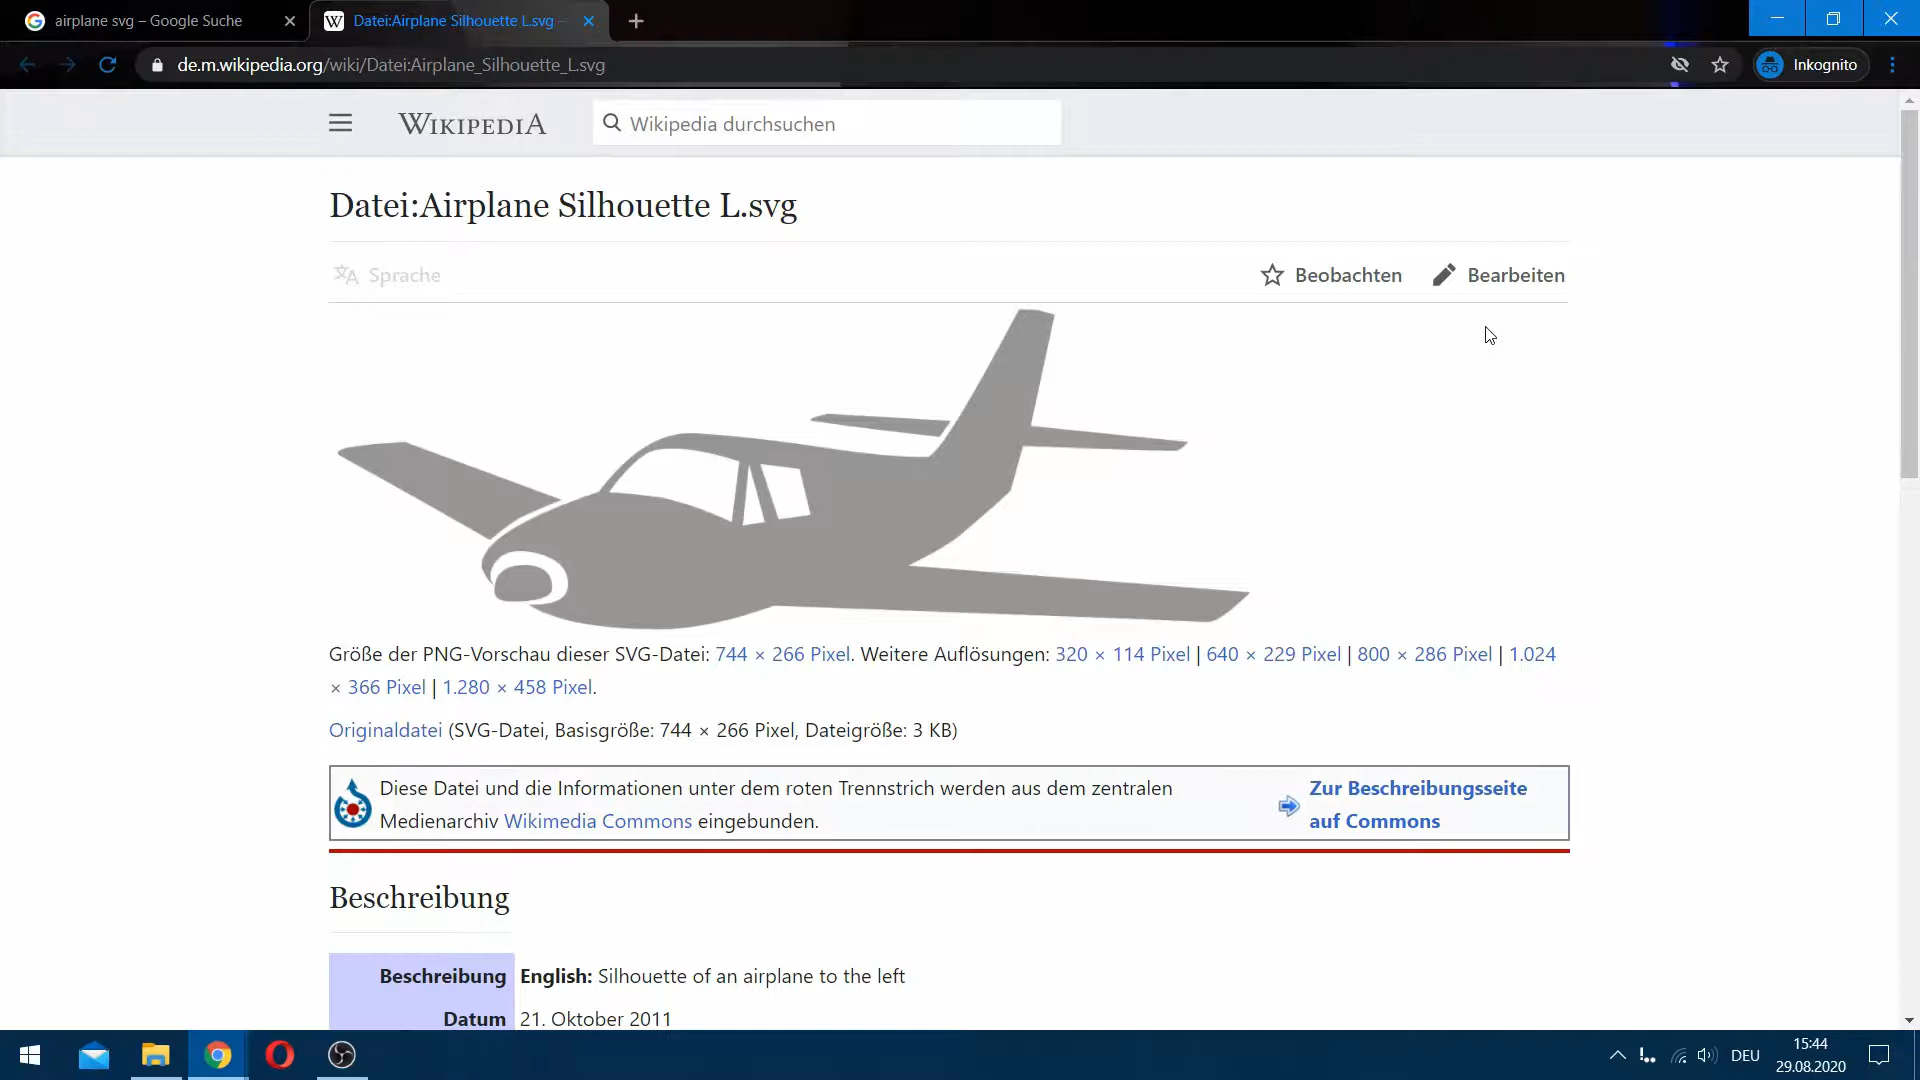 airplane svg – Google Suche
Datei:Airplane Silhouette L.svg –
de.m.wikipedia.org/wiki/Datei:Airplane_Silhouette_L.svg
Inkognito
WIKIPEDIA
Wikipedia durchsuchen
Datei:Airplane Silhouette L.svg
Sprache
Beobachten
Bearbeiten
Größe der PNG-Vorschau dieser SVG-Datei: 744 × 266 Pixel. Weitere Auflösungen: 320 × 114 Pixel | 640 × 229 Pixel | 800 × 286 Pixel | 1.024
× 366 Pixel | 1.280 × 458 Pixel.
Originaldatei (SVG-Datei, Basisgröße: 744 × 266 Pixel, Dateigröße: 3 KB)
Diese Datei und die Informationen unter dem roten Trennstrich werden aus dem zentralen
Medienarchiv Wikimedia Commons eingebunden.
Zur Beschreibungsseite
auf Commons
Beschreibung
Beschreibung English: Silhouette of an airplane to the left
Datum 21. Oktober 2011
DEU
15:44
29.08.2020